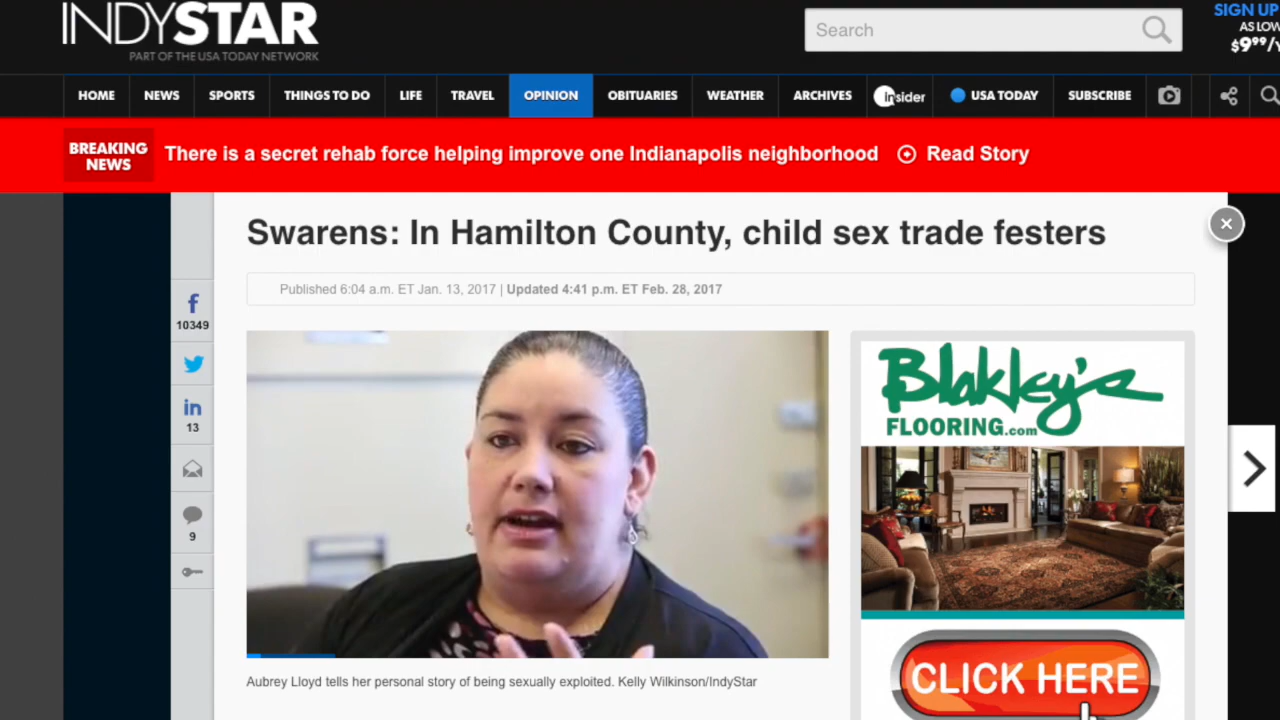 INDYSTAR
PART OF THE USA TODAY NETWORK
Search
SIGN UP
AS LOW
$9⁹⁹/
HOME NEWS SPORTS THINGS TO DO LIFE TRAVEL OPINION OBITUARIES WEATHER ARCHIVES insider USA TODAY SUBSCRIBE
BREAKING
NEWS
There is a secret rehab force helping improve one Indianapolis neighborhood Read Story
Swarens: In Hamilton County, child sex trade festers
Published 6:04 a.m. ET Jan. 13, 2017 | Updated 4:41 p.m. ET Feb. 28, 2017
f
10349
in
13
9
Blakley's
FLOORING.com
CLICK HERE
Aubrey Lloyd tells her personal story of being sexually exploited. Kelly Wilkinson/IndyStar